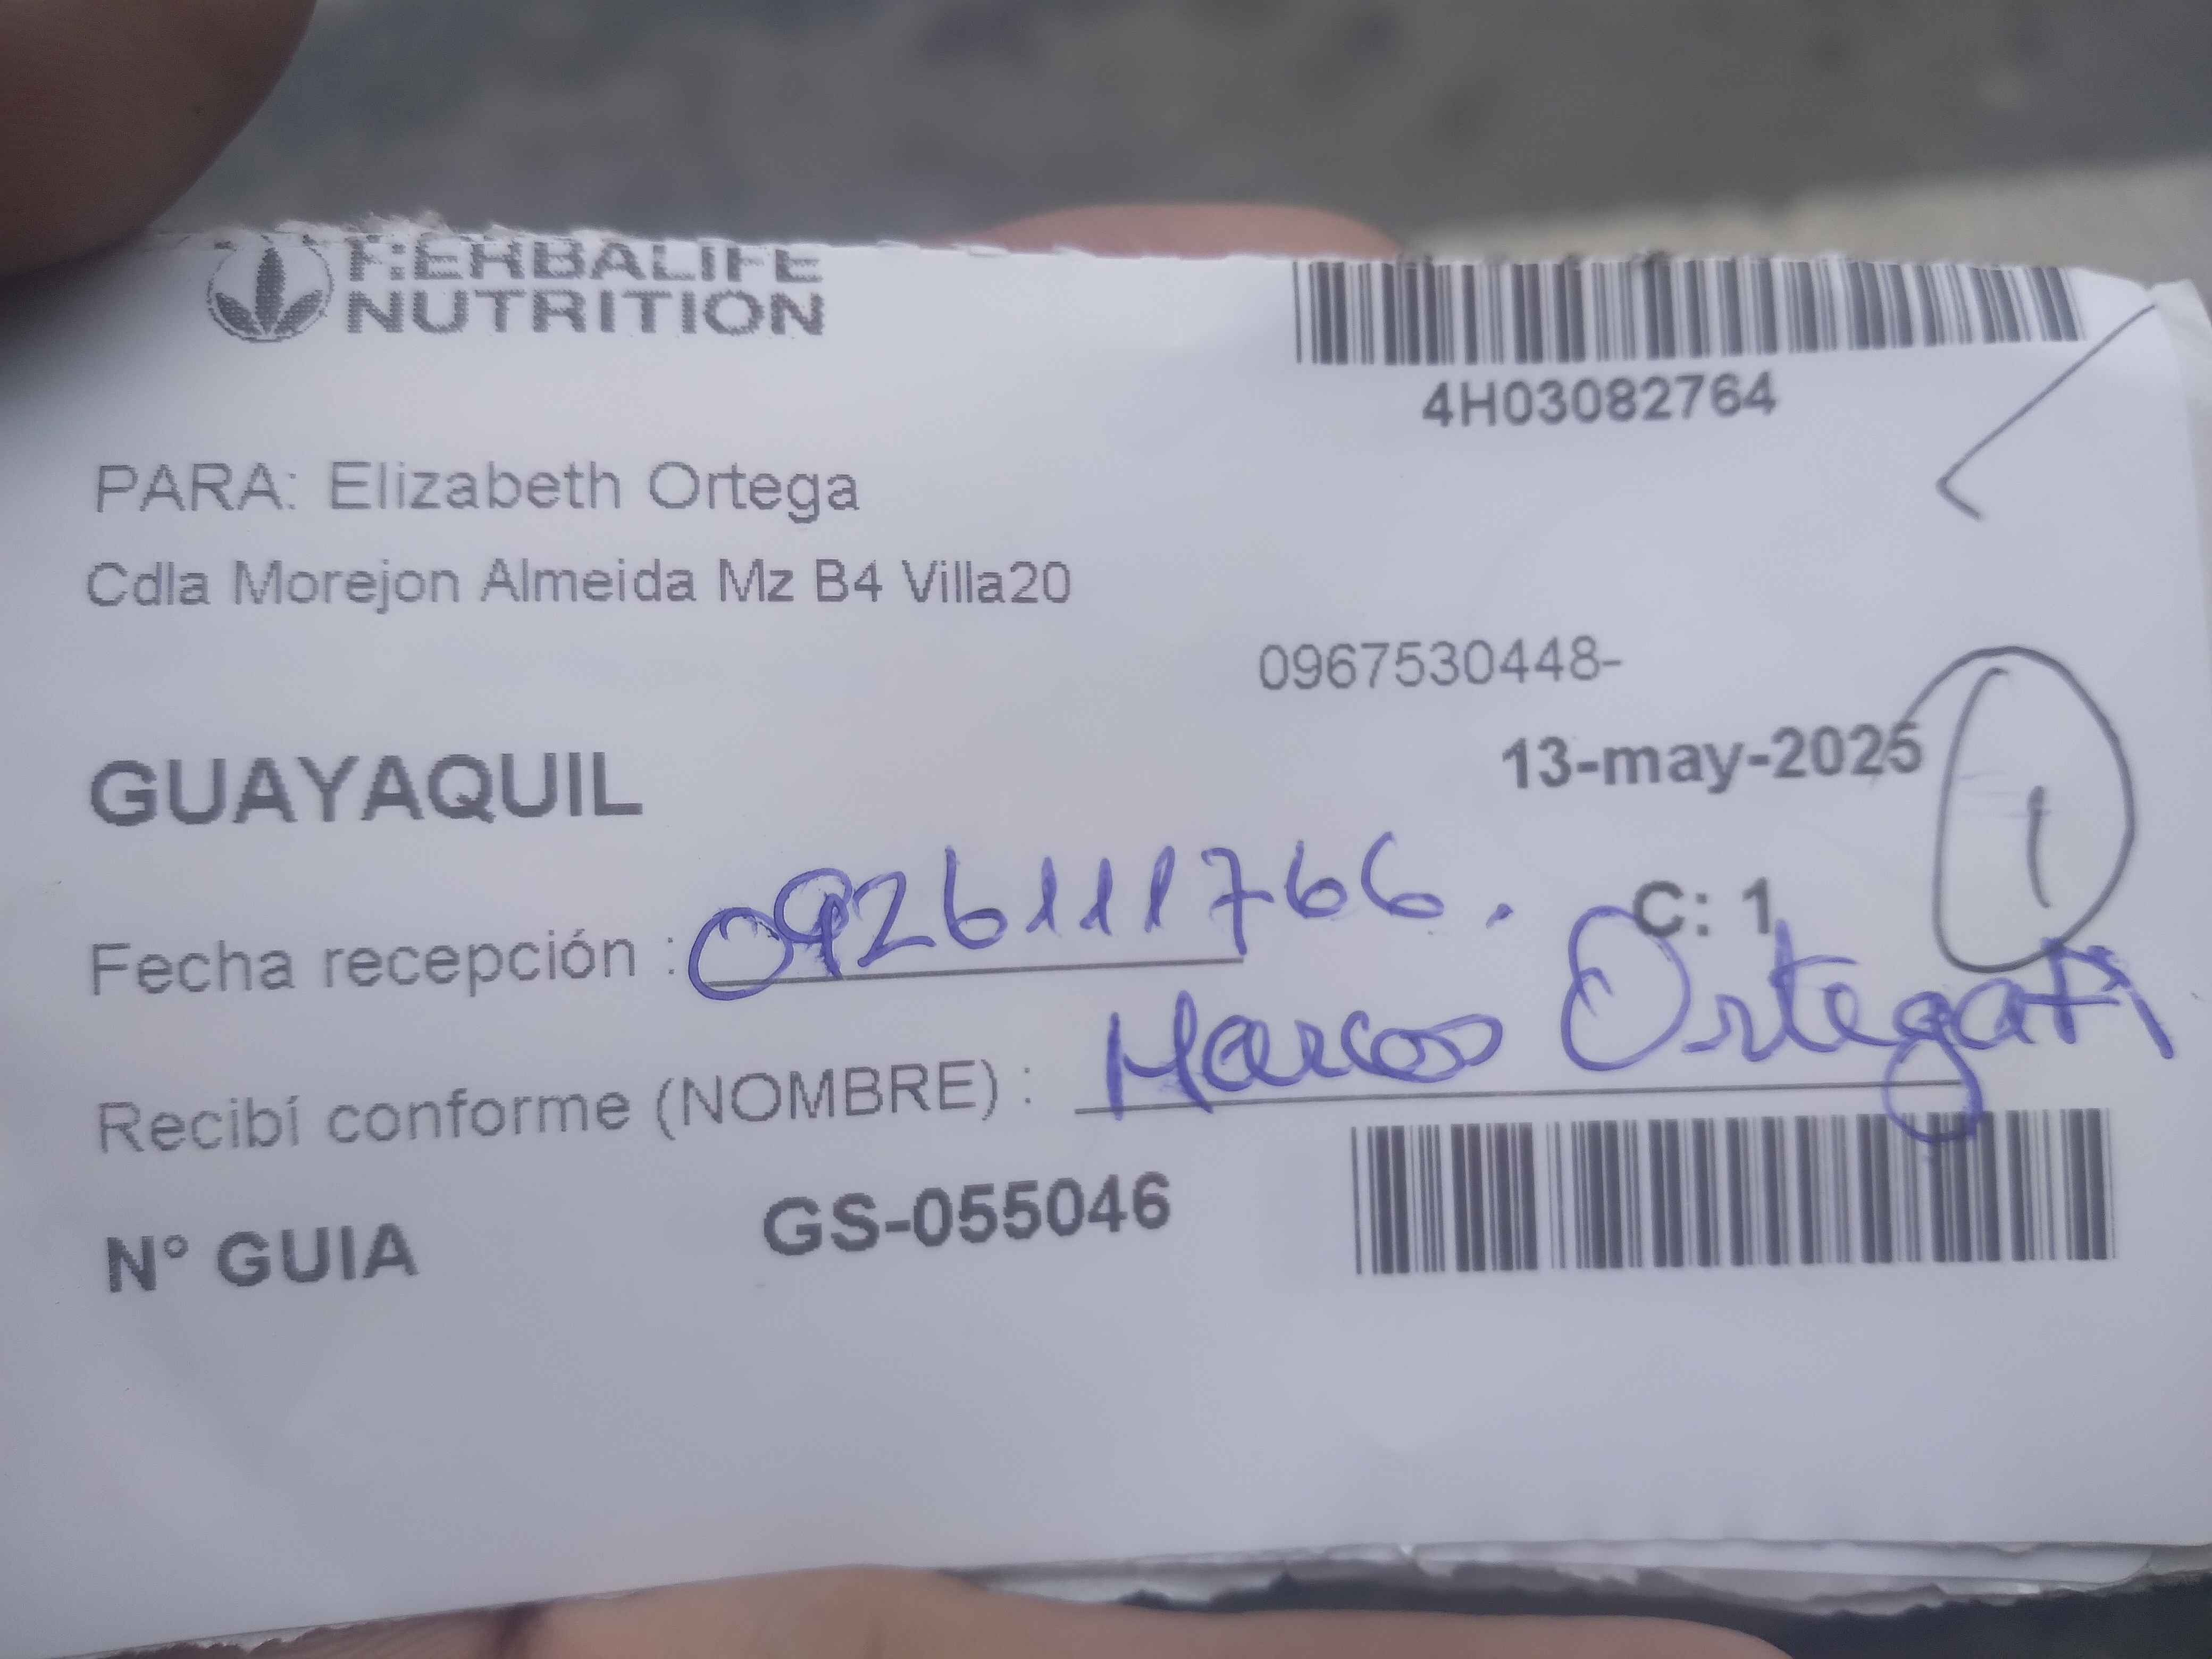 HERBALIFE
NUTRITION
4H03082764
PARA: Elizabeth Ortega
Cdla Morejon Almeida Mz B4 Villa20
0967530448-
GUAYAQUIL
13-may-2025
1
C: 1
Fecha recepción : 0926111766.
Recibí conforme (NOMBRE) : Marcos Ortega
N° GUIA GS-055046